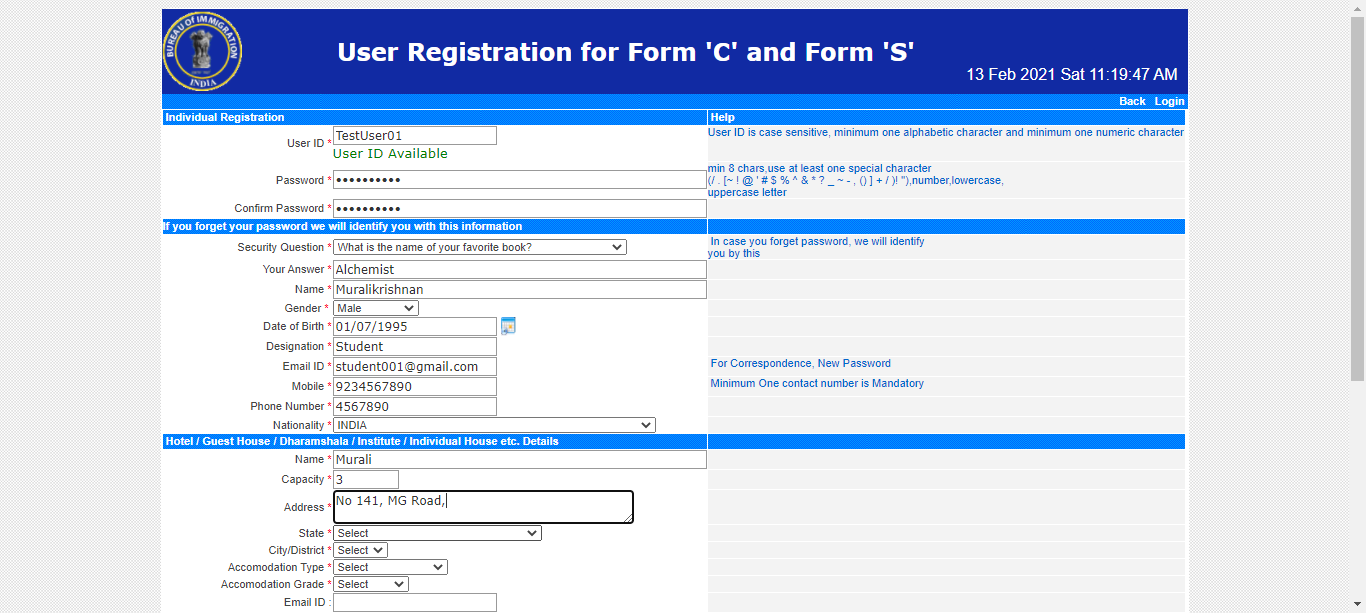 BUREAU OF IMMIGRATION
INDIA
User Registration for Form 'C' and Form 'S'
13 Feb 2021 Sat 11:19:47 AM
Back Login
Individual Registration Help
User ID * TestUser01 User ID is case sensitive, minimum one alphabetic character and minimum one numeric character
User ID Available
min 8 chars,use at least one special character
Password * •••••••••• (/ . [~ ! @ ' # $ % ^ & * ? _ ~ - , () ] + / )! "),number,lowercase,
uppercase letter
Confirm Password * ••••••••••
If you forget your password we will identify you with this information
Security Question * What is the name of your favorite book? In case you forget password, we will identify
you by this
Your Answer * Alchemist
Name * Muralikrishnan
Gender * Male
Date of Birth * 01/07/1995
Designation * Student
Email ID * student001@gmail.com For Correspondence, New Password
Mobile * 9234567890 Minimum One contact number is Mandatory
Phone Number * 4567890
Nationality * INDIA
Hotel / Guest House / Dharamshala / Institute / Individual House etc. Details
Name * Murali
Capacity * 3
Address * No 141, MG Road,
State * Select
City/District * Select
Accomodation Type * Select
Accomodation Grade * Select
Email ID :